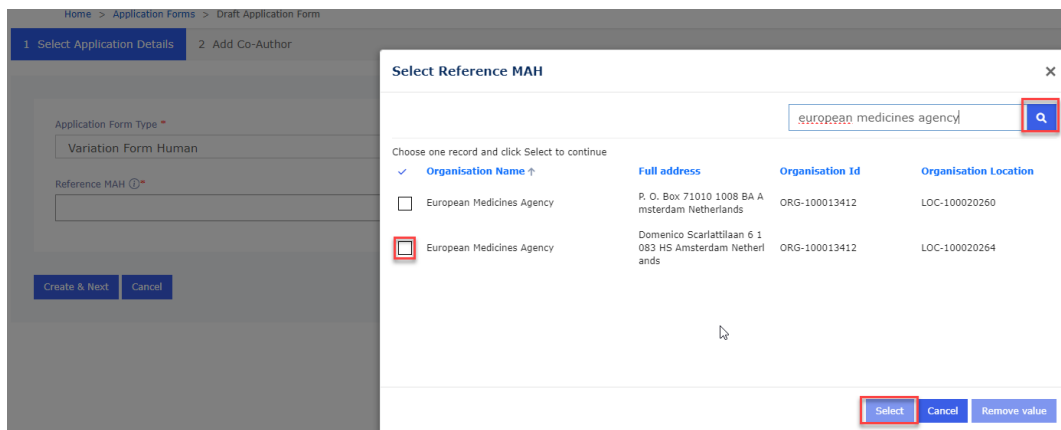 Home > Application Forms > Draft Application Form
1 Select Application Details 2 Add Co-Author
Select Reference MAH
european medicines agency
Application Form Type *
Variation Form Human
Reference MAH *
Choose one record and click Select to continue
Organisation Name ↑ Full address Organisation Id Organisation Location
European Medicines Agency P. O. Box 71010 1008 BA A ORG-100013412 LOC-100020260
msterdam Netherlands
European Medicines Agency Domenico Scarlattilaan 6 1 ORG-100013412 LOC-100020264
083 HS Amsterdam Netherl
ands
Create & Next Cancel
Select Cancel Remove value